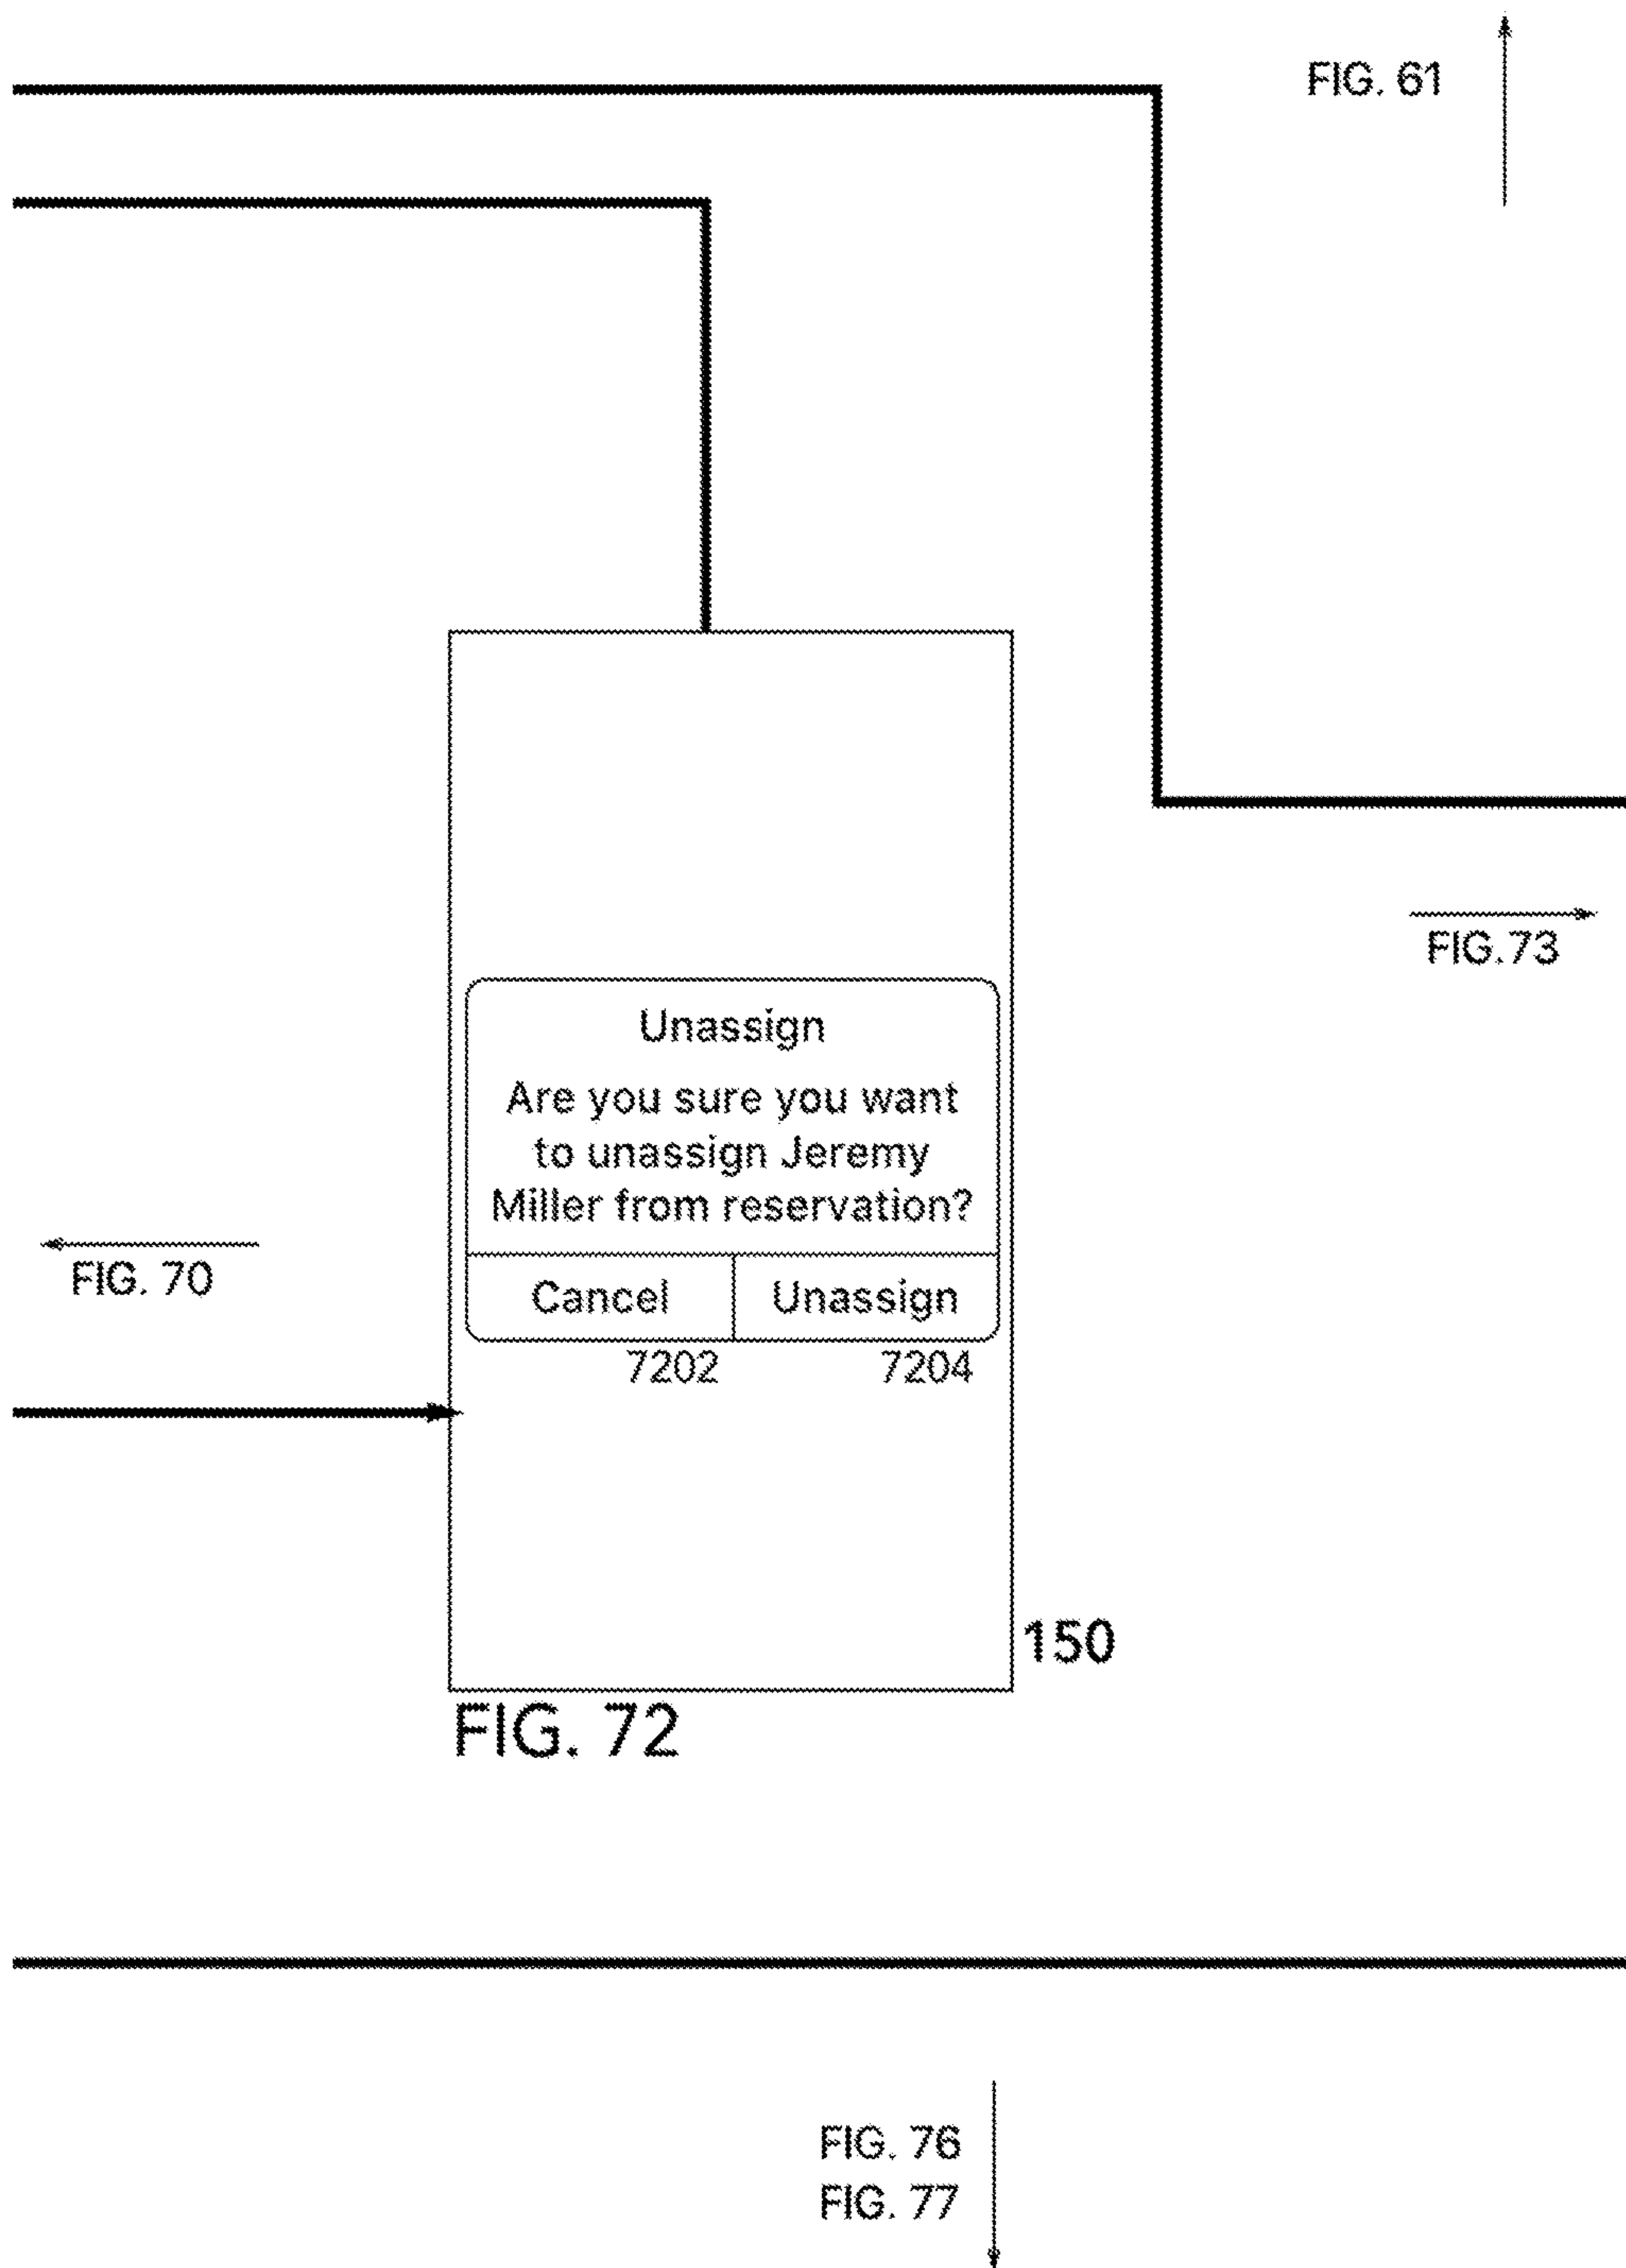 FIG. 61
FIG.73
Unassign
Are you sure you want
to unassign Jeremy
Miller from reservation?
FIG. 70
Cancel Unassign
7202 7204
150
FIG. 72
FIG. 76
FIG. 77